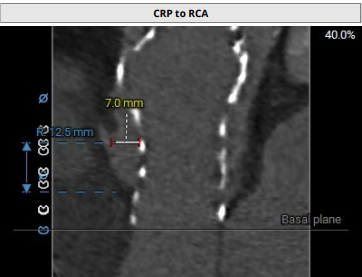 CRP to RCA
40.0%
7.0 mm
R: 12.5 mm
Basal plane